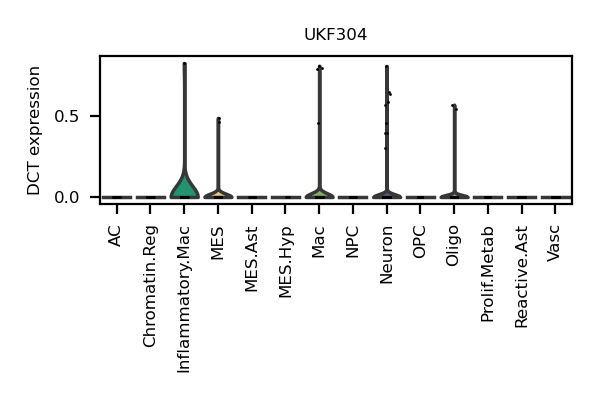 UKF304
DCT expression
0.5
0.0
AC
Chromatin.Reg
Inflammatory.Mac
MES
MES.Ast
MES.Hyp
Mac
NPC
Neuron
OPC
Oligo
Prolif.Metab
Reactive.Ast
Vasc